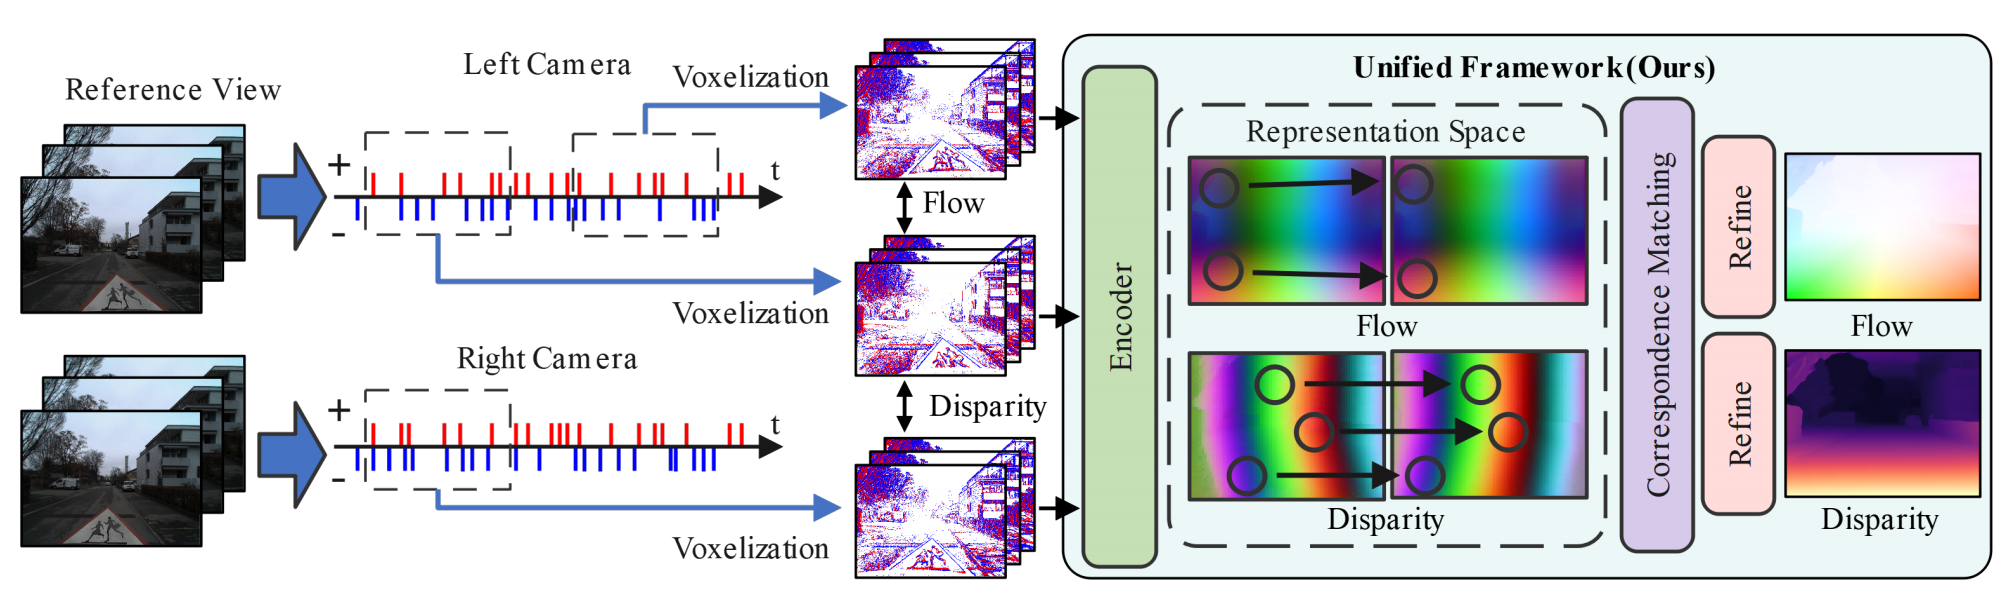 Reference View
Left Camera
Voxelization
+
-
t
Voxelization
Flow
Right Camera
+
-
t
Voxelization
Disparity
Unified Framework(Ours)
Encoder
Representation Space
Flow
Disparity
Correspondence Matching
Refine
Refine
Flow
Disparity